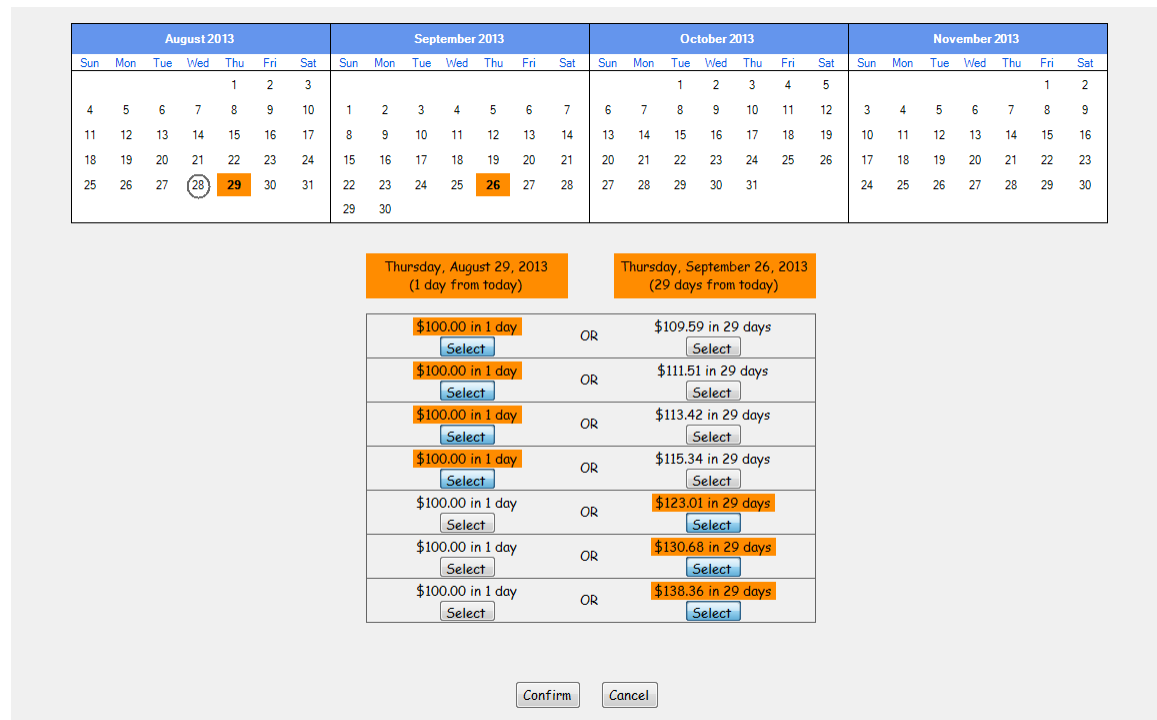 August 2013 September 2013 October 2013 November 2013
Sun Mon Tue Wed Thu Fri Sat Sun Mon Tue Wed Thu Fri Sat Sun Mon Tue Wed Thu Fri Sat Sun Mon Tue Wed Thu Fri Sat
1 2 3 1 2 3 4 5 1 2
4 5 6 7 8 9 10 1 2 3 4 5 6 7 6 7 8 9 10 11 12 3 4 5 6 7 8 9
11 12 13 14 15 16 17 8 9 10 11 12 13 14 13 14 15 16 17 18 19 10 11 12 13 14 15 16
18 19 20 21 22 23 24 15 16 17 18 19 20 21 20 21 22 23 24 25 26 17 18 19 20 21 22 23
25 26 27 28 29 30 31 22 23 24 25 26 27 28 27 28 29 30 31 24 25 26 27 28 29 30
29 30
Thursday, August 29, 2013 Thursday, September 26, 2013
(1 day from today) (29 days from today)
$100.00 in 1 day OR $109.59 in 29 days
Select Select
$100.00 in 1 day OR $111.51 in 29 days
Select Select
$100.00 in 1 day OR $113.42 in 29 days
Select Select
$100.00 in 1 day OR $115.34 in 29 days
Select Select
$100.00 in 1 day OR $123.01 in 29 days
Select Select
$100.00 in 1 day OR $130.68 in 29 days
Select Select
$100.00 in 1 day OR $138.36 in 29 days
Select Select
Confirm Cancel